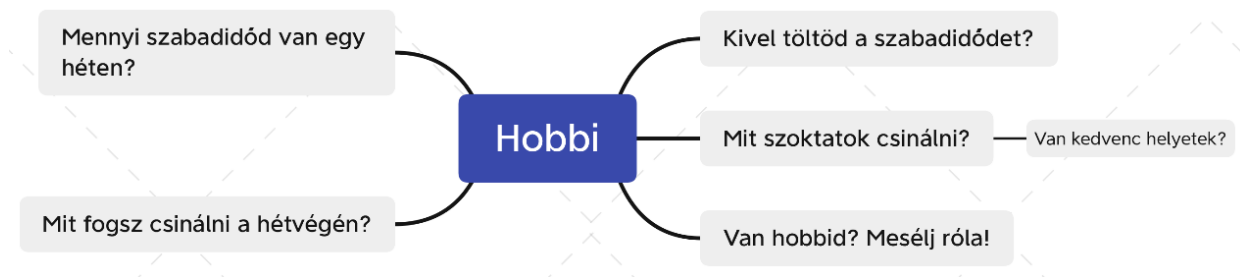 Mennyi szabadidőd van egy
héten?
Mit fogsz csinálni a hétvégén?
Hobbi
Kivel töltöd a szabadidődet?
Mit szoktatok csinálni?
Van kedvenc helyetek?
Van hobbid? Mesélj róla!